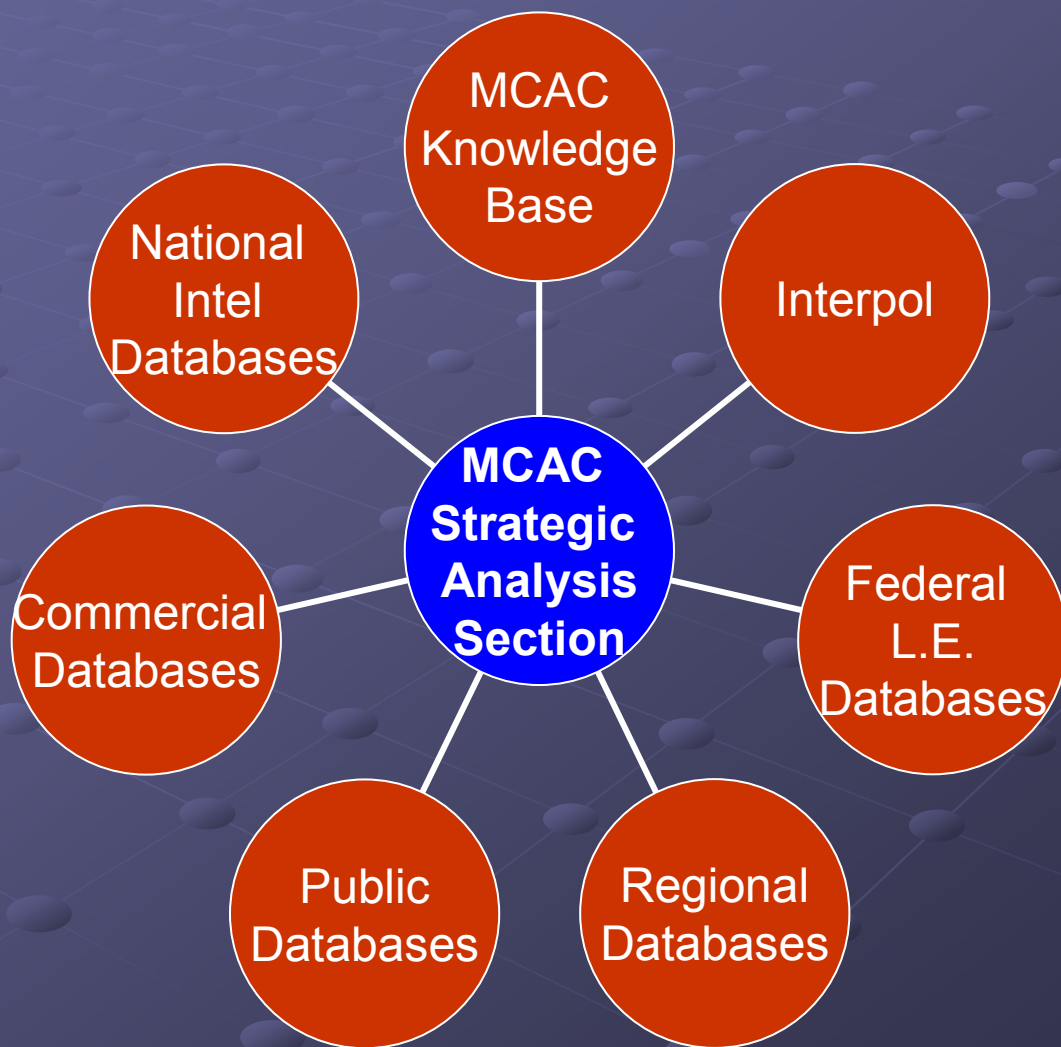 MCAC
Knowledge
Base
National
Intel
Databases
Interpol
MCAC
Strategic
Analysis
Section
Commercial
Databases
Federal
L.E.
Databases
Public
Databases
Regional
Databases